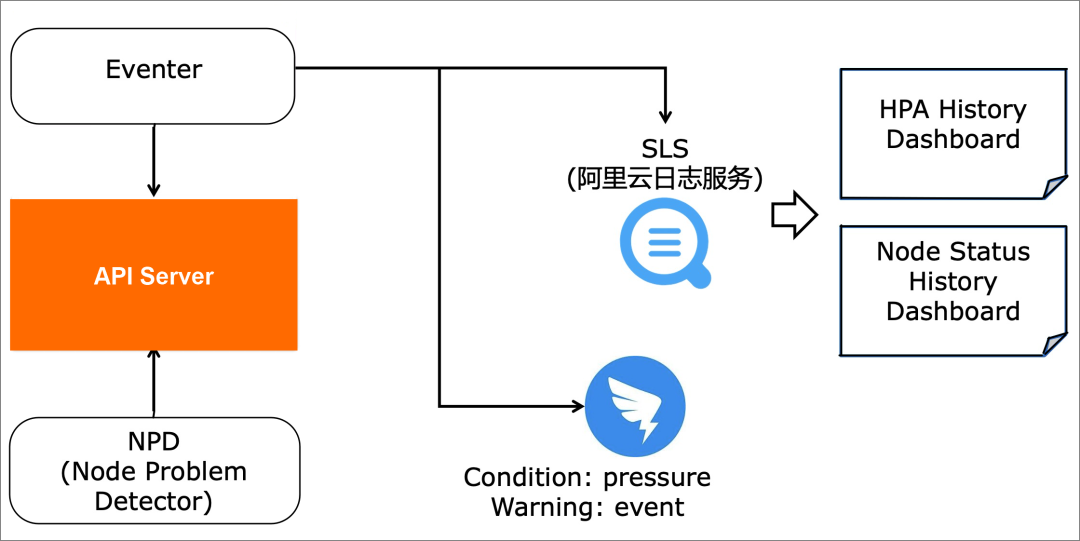 Eventer
API Server
NPD
(Node Problem
Detector)
SLS
(阿里云日志服务)
Condition: pressure
Warning: event
HPA History
Dashboard
Node Status
History
Dashboard